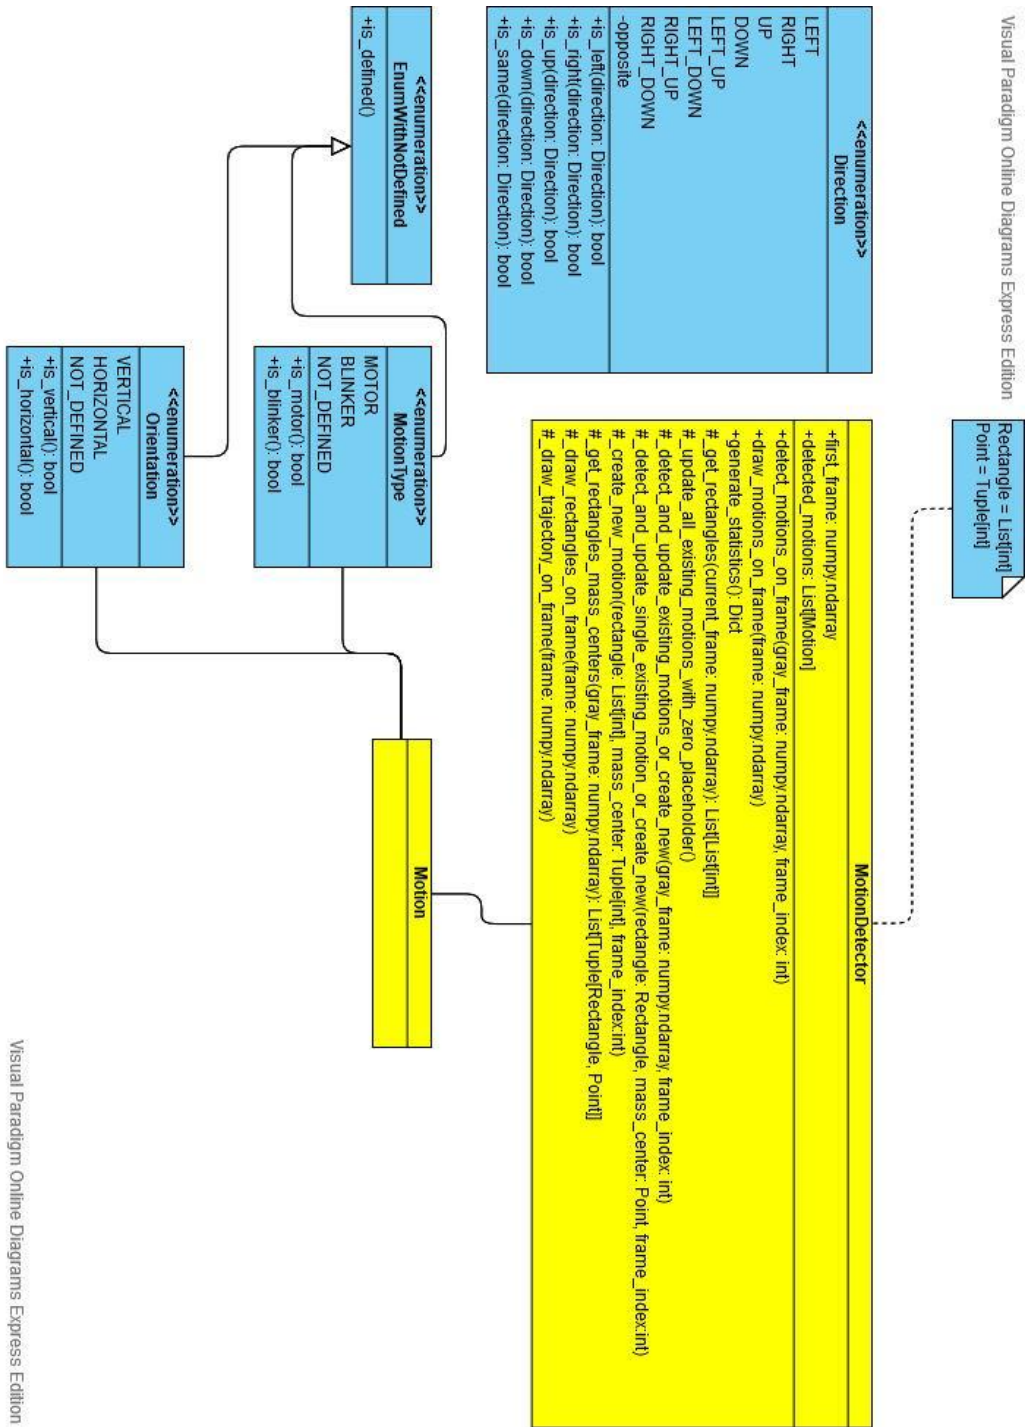 Visual Paradigm Online Diagrams Express Edition
Rectangle = List[int]
Point = Tuple[int]
<<enumeration>>
Direction
LEFT
RIGHT
UP
DOWN
LEFT_UP
LEFT_DOWN
RIGHT_UP
RIGHT_DOWN
-opposite
+is_left(direction: Direction): bool
+is_right(direction: Direction): bool
+is_up(direction: Direction): bool
+is_down(direction: Direction): bool
+is_same(direction: Direction): bool
MotionDetector
+first_frame: numpy.ndarray
+detected_motions: List[Motion]
+detect_motions_on_frame(gray_frame: numpy.ndarray, frame_index: int)
+draw_motions_on_frame(frame: numpy.ndarray)
+generate_statistics(): Dict
#_get_rectangles(current_frame: numpy.ndarray): List[List[int]]
#_update_all_existing_motions_with_zero_placeholder()
#_detect_and_update_existing_motions_or_create_new(gray_frame: numpy.ndarray, frame_index: int)
#_detect_and_update_single_existing_motion_or_create_new(rectangle: Rectangle, mass_center: Point, frame_index:int)
#_create_new_motion(rectangle: List[int], mass_center: Tuple[int], frame_index:int)
#_get_rectangles_mass_centers(gray_frame: numpy.ndarray): List[Tuple[Rectangle, Point]]
#_draw_rectangles_on_frame(frame: numpy.ndarray)
#_draw_trajectory_on_frame(frame: numpy.ndarray)
<<enumeration>>
EnumWithNotDefined
+is_defined()
<<enumeration>>
MotionType
MOTOR
BLINKER
NOT_DEFINED
+is_motor(): bool
+is_blinker(): bool
Motion
<<enumeration>>
Orientation
VERTICAL
HORIZONTAL
NOT_DEFINED
+is_vertical(): bool
+is_horizontal(): bool
Visual Paradigm Online Diagrams Express Edition